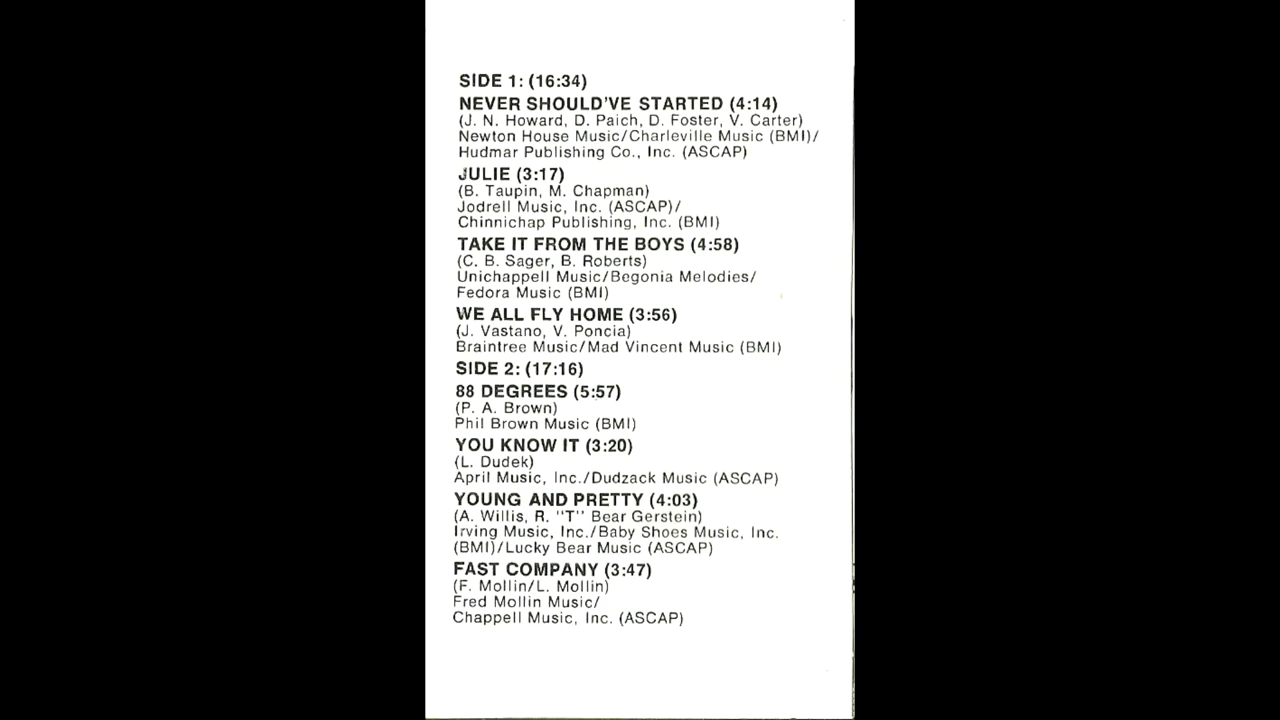 SIDE 1: (16:34)
NEVER SHOULD'VE STARTED (4:14)
(J. N. Howard, D. Paich, D. Foster, V. Carter)
Newton House Music/Charleville Music (BMI)/
Hudmar Publishing Co., Inc. (ASCAP)
JULIE (3:17)
(B. Taupin, M. Chapman)
Jodrell Music, Inc. (ASCAP)/
Chinnichap Publishing, Inc. (BMI)
TAKE IT FROM THE BOYS (4:58)
(C. B. Sager, B. Roberts)
Unichappell Music/Begonia Melodies/
Fedora Music (BMI)
WE ALL FLY HOME (3:56)
(J. Vastano, V. Poncia)
Braintree Music/Mad Vincent Music (BMI)
SIDE 2: (17:16)
88 DEGREES (5:57)
(P. A. Brown)
Phil Brown Music (BMI)
YOU KNOW IT (3:20)
(L. Dudek)
April Music, Inc./Dudzack Music (ASCAP)
YOUNG AND PRETTY (4:03)
(A. Willis, R. "T" Bear Gerstein)
Irving Music, Inc./Baby Shoes Music, Inc.
(BMI)/Lucky Bear Music (ASCAP)
FAST COMPANY (3:47)
(F. Mollin/L. Mollin)
Fred Mollin Music/
Chappell Music, Inc. (ASCAP)